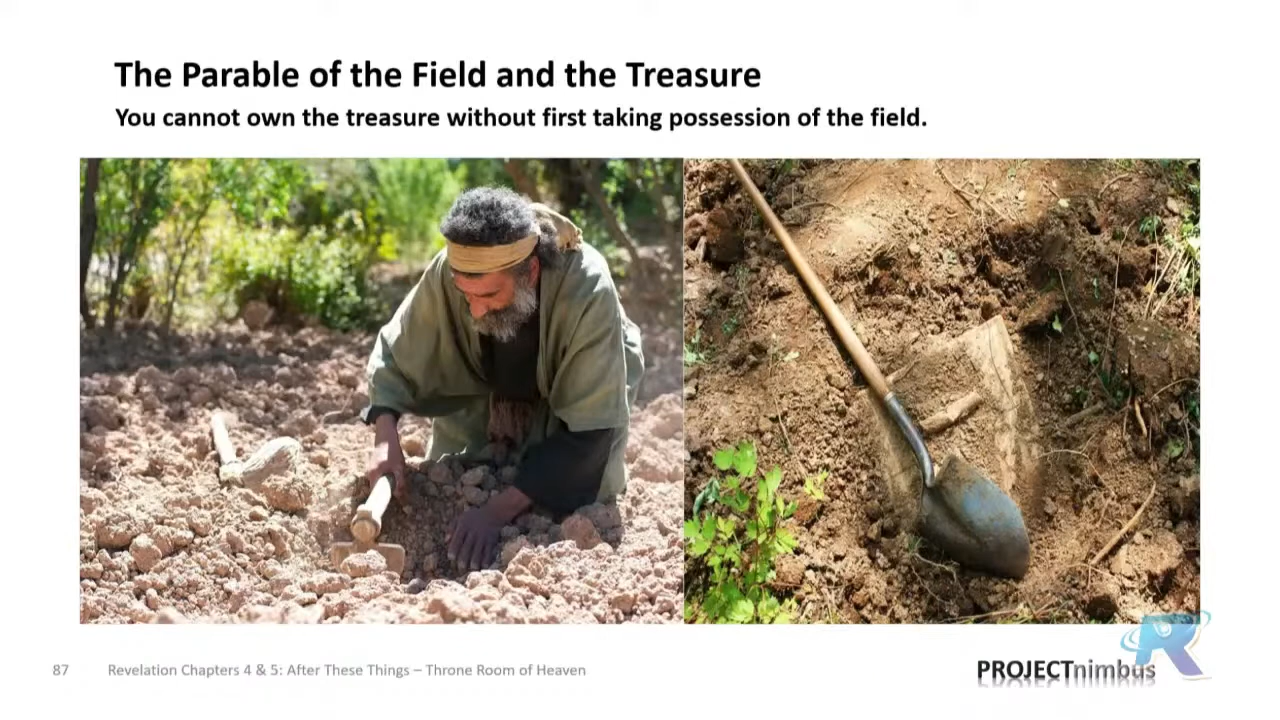 The Parable of the Field and the Treasure
You cannot own the treasure without first taking possession of the field.
87 Revelation Chapters 4 & 5: After These Things – Throne Room of Heaven
PROJECTnimbus
R